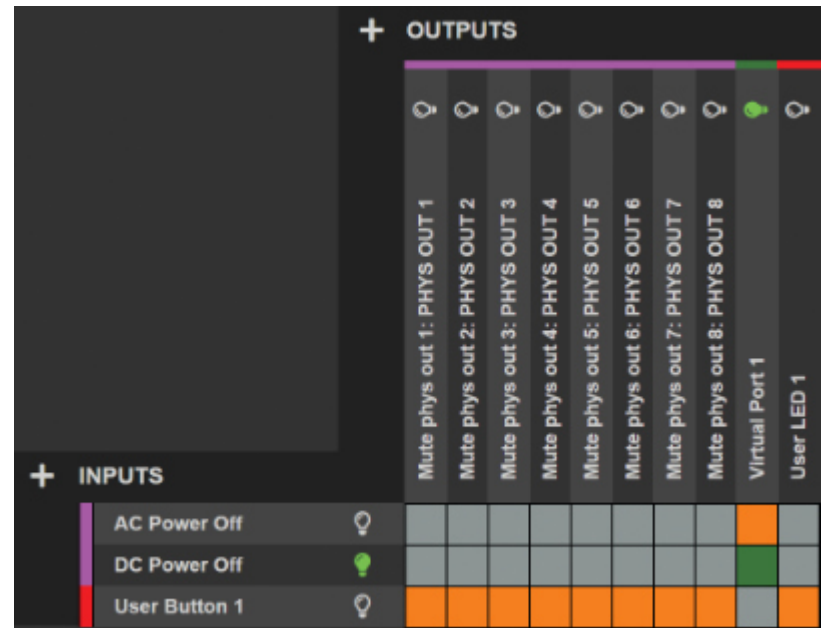 + OUTPUTS
Mute phys out 1: PHYS OUT 1
Mute phys out 2: PHYS OUT 2
Mute phys out 3: PHYS OUT 3
Mute phys out 4: PHYS OUT 4
Mute phys out 5: PHYS OUT 5
Mute phys out 6: PHYS OUT 6
Mute phys out 7: PHYS OUT 7
Mute phys out 8: PHYS OUT 8
Virtual Port 1
User LED 1
+ INPUTS
AC Power Off
DC Power Off
User Button 1